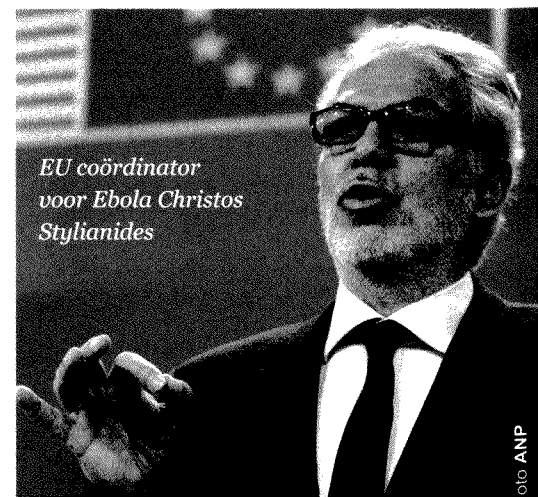 EU coördinator
voor Ebola Christos
Stylianides
oto ANP